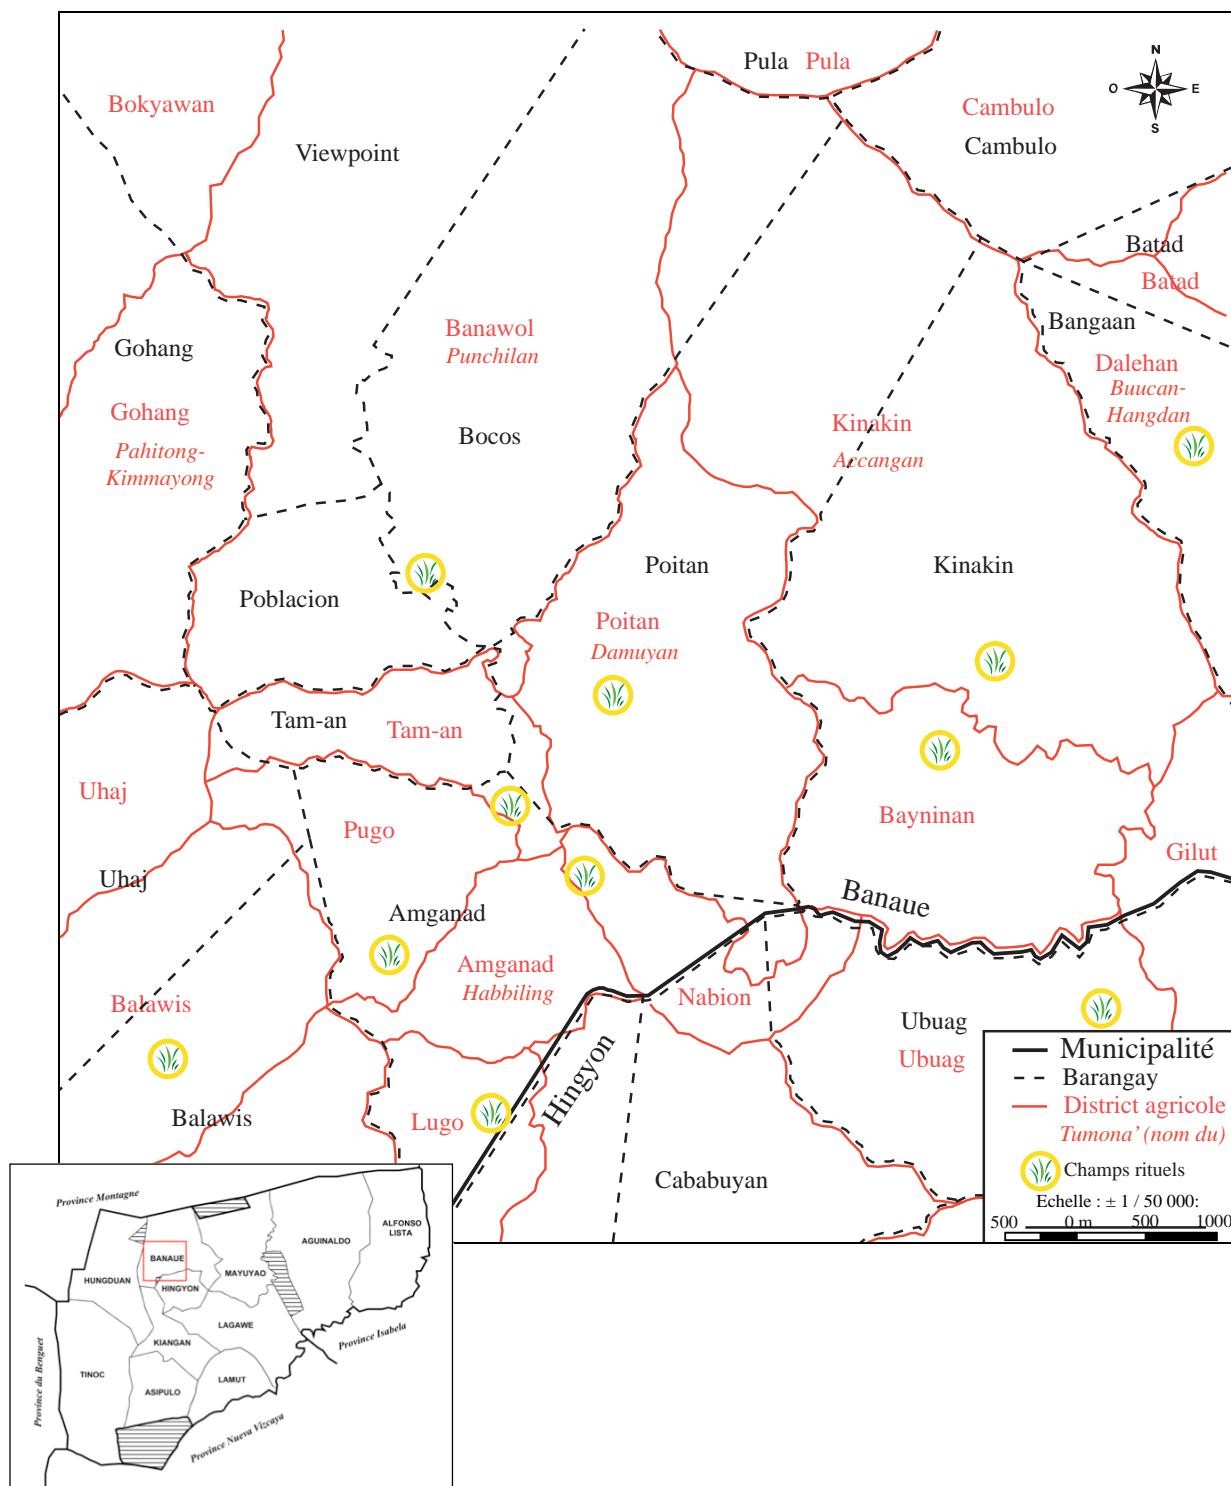 Pula Pula
N
O E
S
Bokyawan
Cambulo
Cambulo
Viewpoint
Batad
Batad
Bangaan
Banawol
Punchilan
Gohang
Dalehan
Buucan-
Hangdan
Gohang
Pahitong-
Kimmayong
Bocos
Kinakin
Accangan
Poitan
Kinakin
Poblacion
Poitan
Damuyan
Tam-an
Tam-an
Uhaj
Pugo
Bayninan
Gilut
Uhaj
Amganad
Banaue
Amganad
Habbiling
Balawis
Nabion
Ubuag
Ubuag
Hingyon
Balawis
Lugo
Cababuyan
Municipalité
Barangay
District agricole
Tumona' (nom du)
Champs rituels
Echelle : ± 1 / 50 000:
500 0 m 500 1000
Province Montagne
ALFONSO
LISTA
AGUINALDO
BANAUE
MAYUYAO
HUNGDUAN
HINGYON
LAGAWE
Province Isabela
KIANGAN
Province du Benguet
TINOC
LAMUT
ASIPULO
Province Nueva Vizcaya